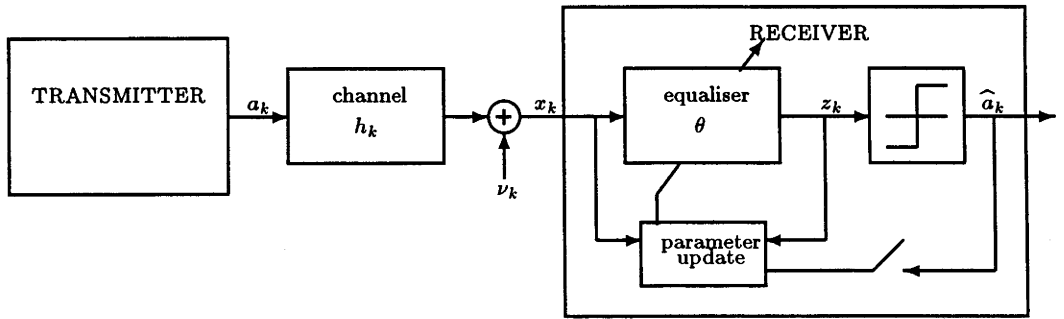 RECEIVER
TRANSMITTER
a_k
channel
h_k
+
ν_k
x_k
equaliser
θ
z_k
â_k
parameter
update